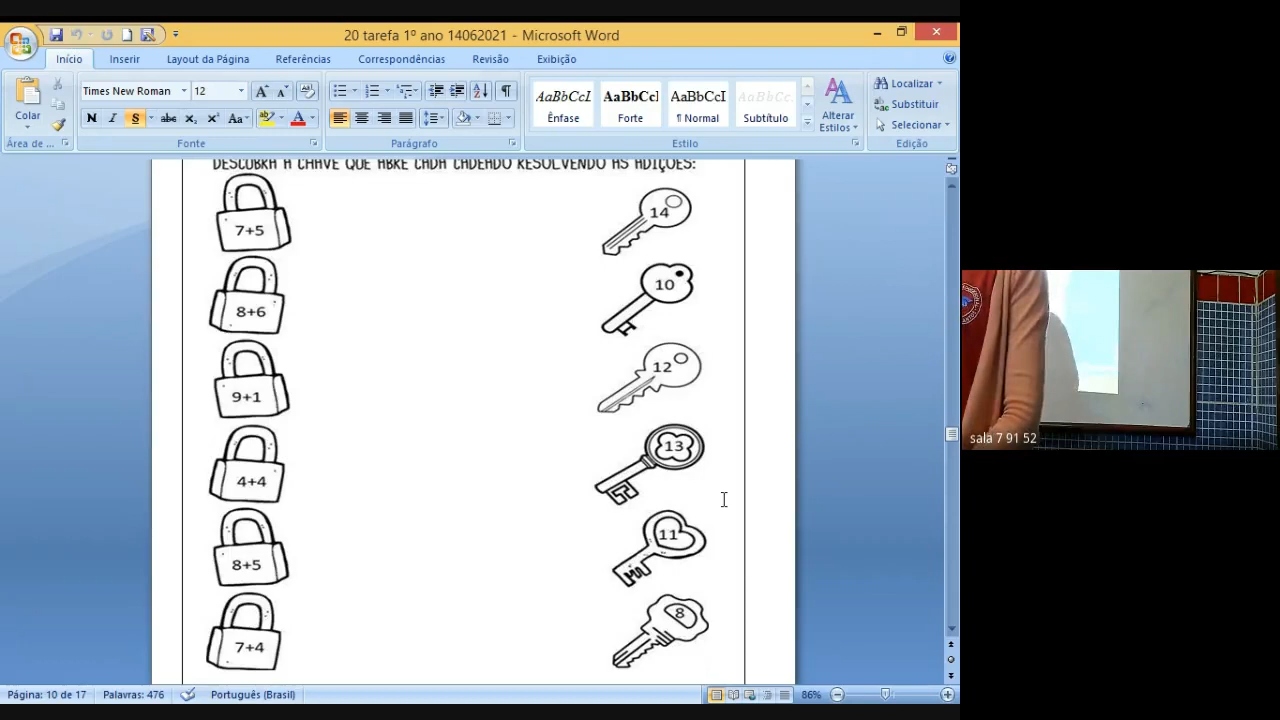 20 tarefa 1º ano 14062021 - Microsoft Word
Início Inserir Layout da Página Referências Correspondências Revisão Exibição
Colar
Times New Roman 12
N I S abc x₂ x² Aa
AaBbCcI AaBbCcI AaBbCcI AaBbCc.
Ênfase Forte ¶ Normal Subtítulo
Alterar Estilos
Localizar
Substituir
Selecionar
Área de ... Fonte Parágrafo Estilo Edição
DESCUBRA A CHAVE QUE ABRE CADA CADEADO RESOLVENDO AS ADIÇÕES:
7+5 14
8+6 10
9+1 12
4+4 13
8+5 11
7+4 8
sala 7 91 52
Página: 10 de 17 Palavras: 476 Português (Brasil) 86%